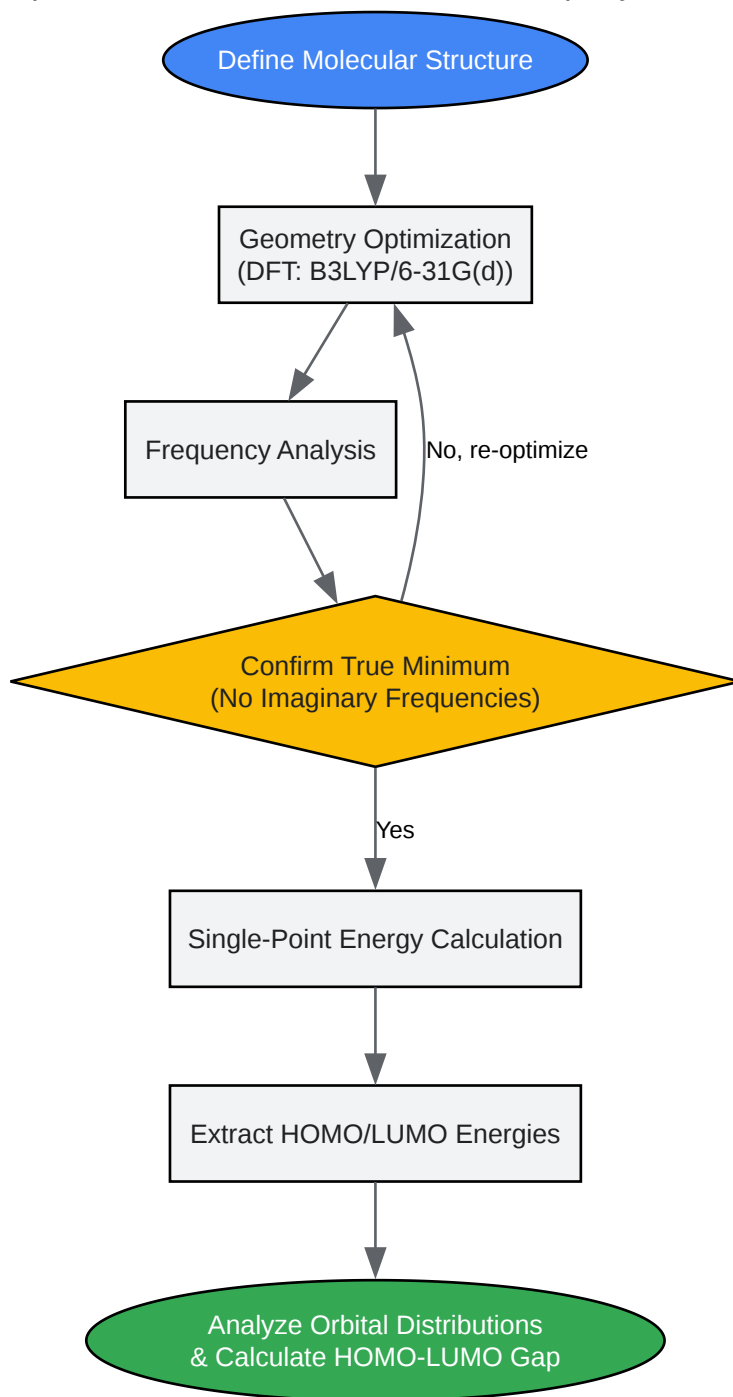 Define Molecular Structure
Geometry Optimization
(DFT: B3LYP/6-31G(d))
Frequency Analysis
No, re-optimize
Confirm True Minimum
(No Imaginary Frequencies)
Yes
Single-Point Energy Calculation
Extract HOMO/LUMO Energies
Analyze Orbital Distributions
& Calculate HOMO-LUMO Gap